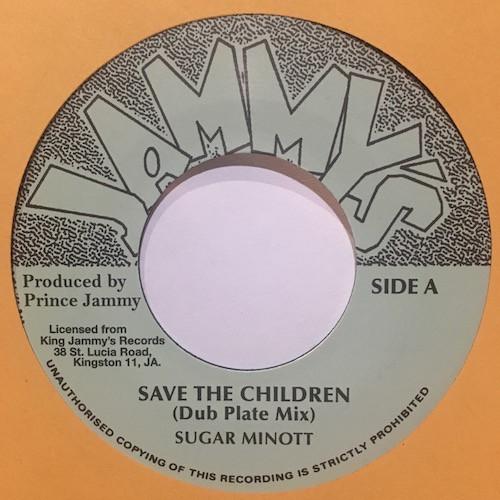 JAMMY'S
Produced by
Prince Jammy
SIDE A
Licensed from
King Jammy's Records
38 St. Lucia Road,
Kingston 11, JA.
SAVE THE CHILDREN
(Dub Plate Mix)
SUGAR MINOTT
UNAUTHORISED COPYING OF THIS RECORDING IS STRICTLY PROHIBITED